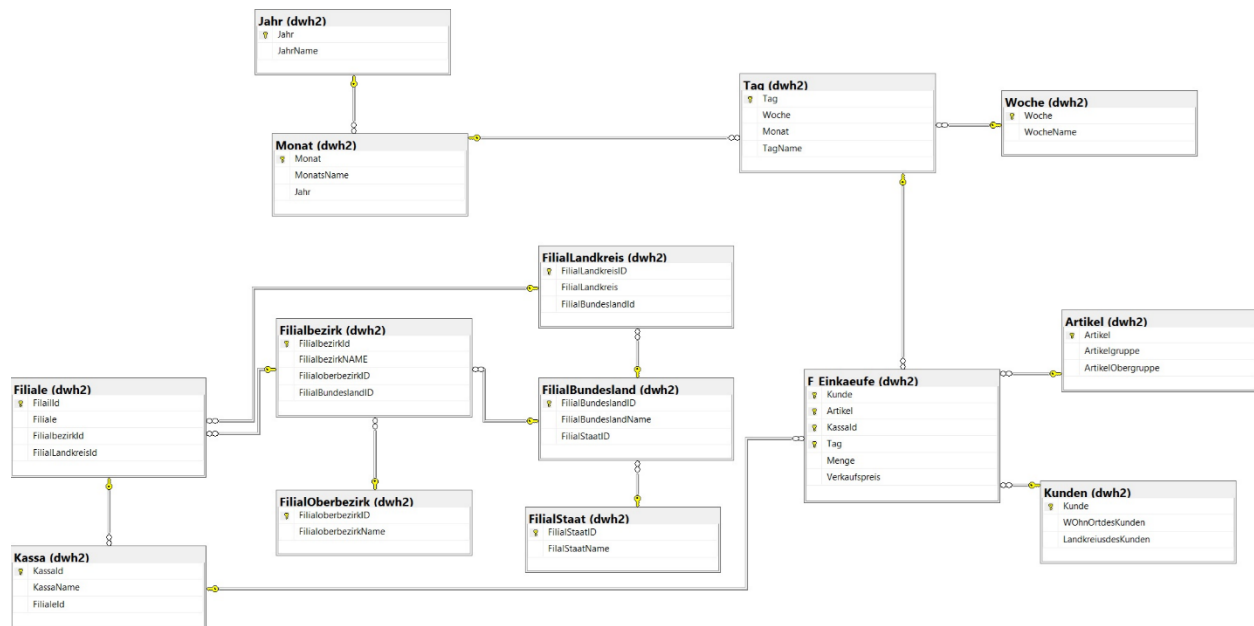 Jahr (dwh2)
Jahr
JahrName
Monat (dwh2)
Monat
MonatsName
Jahr
Tag (dwh2)
Tag
Woche
Monat
TagName
Woche (dwh2)
Woche
WocheName
FilialLandkreis (dwh2)
FilialLandkreisID
FilialLandkreis
FilialBundeslandId
Filialbezirk (dwh2)
FilialbezirkId
FilialbezirkNAME
FilialoberbezirkID
FilialBundeslandID
Filiale (dwh2)
FilailId
Filiale
FilialbezirkId
FilialLandkreisId
FilialBundesland (dwh2)
FilialBundeslandID
FilialBundeslandName
FilialStaatID
FilialOberbezirk (dwh2)
FilialoberbezirkID
FilialoberbezirkName
FilialStaat (dwh2)
FilialStaatID
FilalStaatName
Kassa (dwh2)
KassaId
KassaName
FilialeId
F_Einkaeufe (dwh2)
Kunde
Artikel
KassaId
Tag
Menge
Verkaufspreis
Artikel (dwh2)
Artikel
Artikelgruppe
ArtikelObergruppe
Kunden (dwh2)
Kunde
WOhnOrtdesKunden
LandkreiusdesKunden